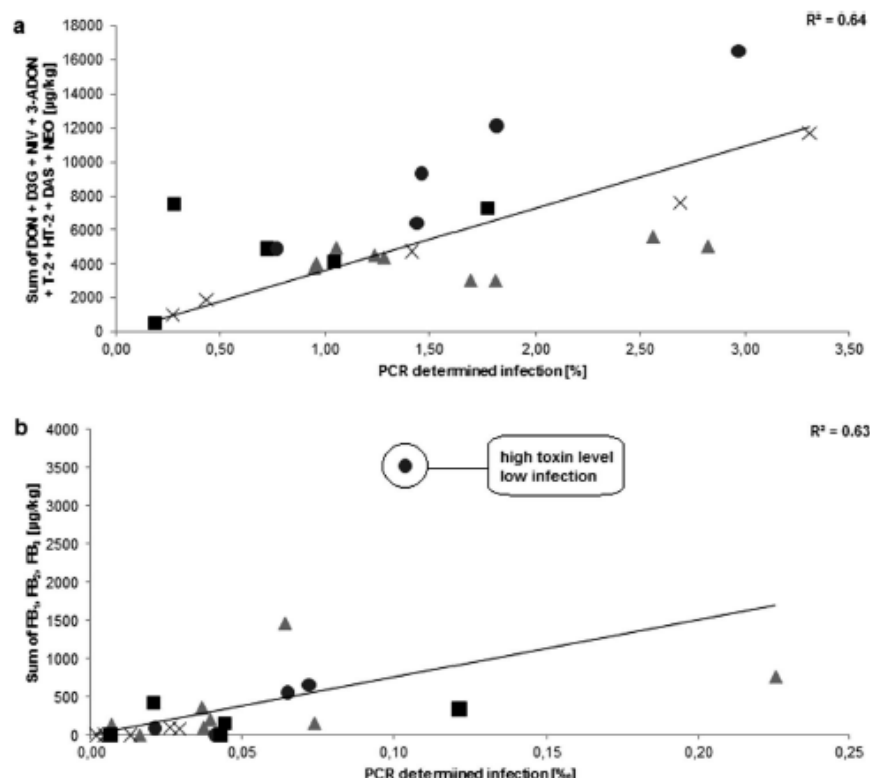 a
R² = 0.64
Sum of DON + D3G + NIV + 3-ADON
+ T-2 + HT-2 + DAS + NEO [µg/kg]
18000
16000
14000
12000
10000
8000
6000
4000
2000
0
0,00 0,50 1,00 1,50 2,00 2,50 3,00 3,50
PCR determined infection [%]
b
R² = 0.63
Sum of FB₁, FB₂, FB₃ [µg/kg]
4000
3500
3000
2500
2000
1500
1000
500
0
high toxin level
low infection
0,00 0,05 0,10 0,15 0,20 0,25
PCR determined infection [‰]